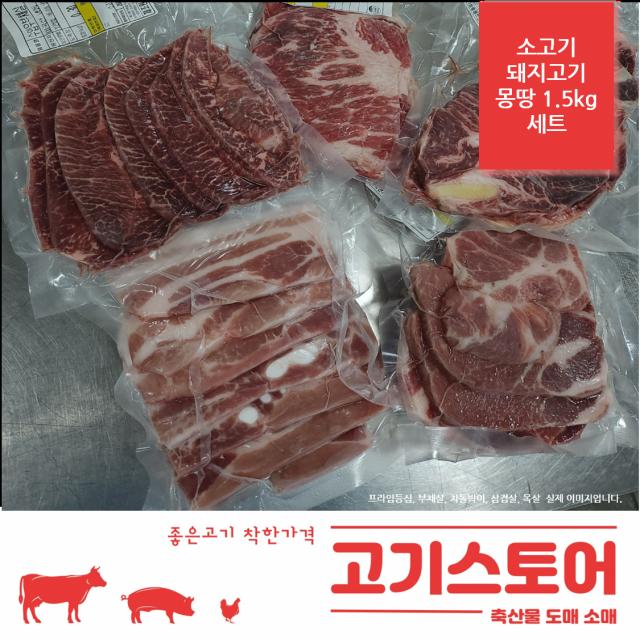 소고기
돼지고기
몽땅 1.5kg
세트
프라임등심, 부채살, 차돌박이, 삼겹살, 목살 실제 이미지입니다.
좋은고기 착한가격
고기스토어
축산물 도매 소매